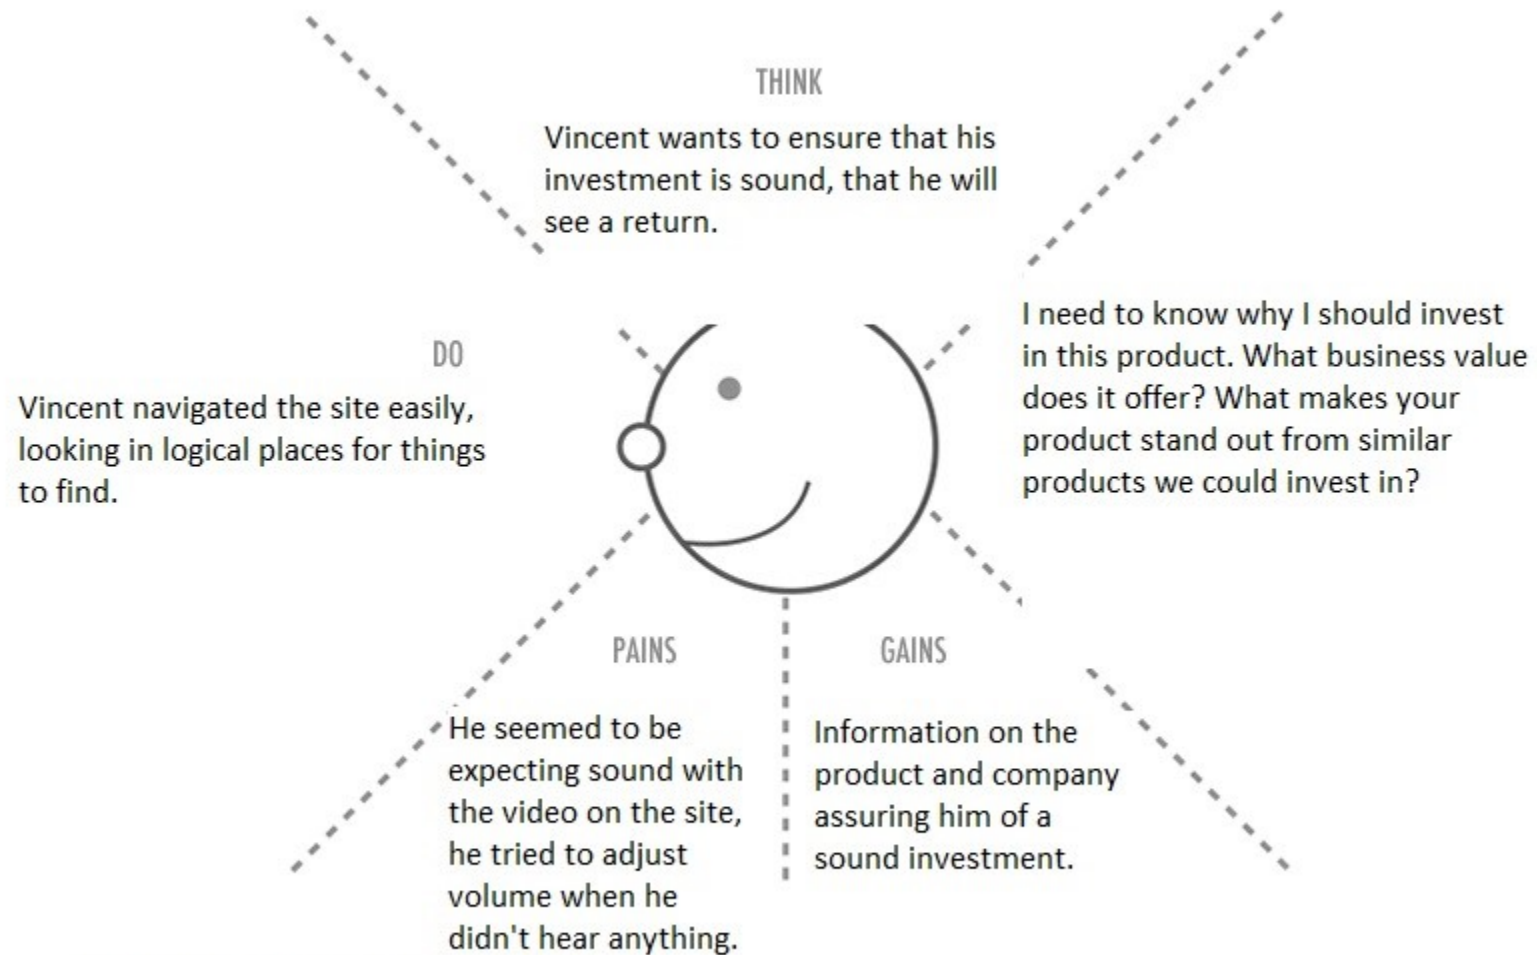 THINK
Vincent wants to ensure that his
investment is sound, that he will
see a return.
DO
Vincent navigated the site easily,
looking in logical places for things
to find.
I need to know why I should invest
in this product. What business value
does it offer? What makes your
product stand out from similar
products we could invest in?
PAINS
He seemed to be
expecting sound with
the video on the site,
he tried to adjust
volume when he
didn't hear anything.
GAINS
Information on the
product and company
assuring him of a
sound investment.